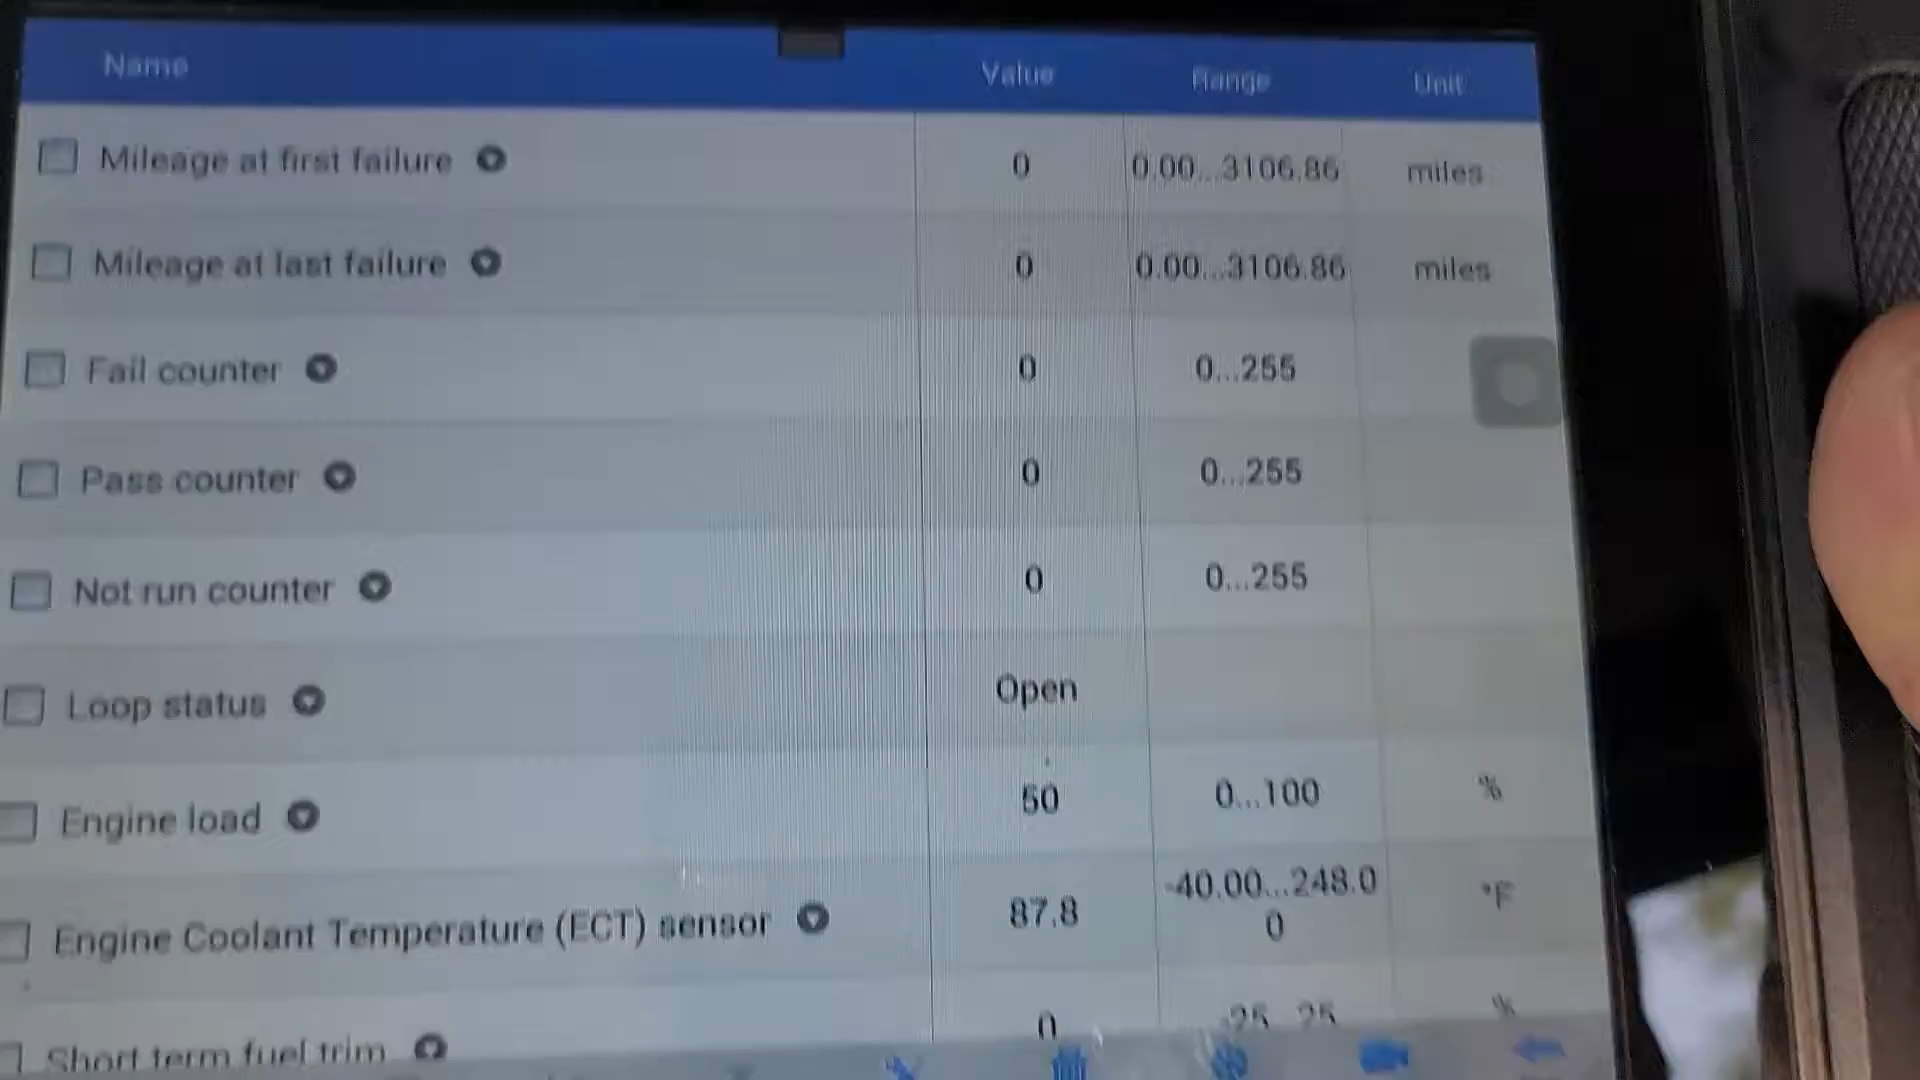 Name Value Range Unit
Mileage at first failure 0 0.00...3106.86 miles
Mileage at last failure 0 0.00...3106.86 miles
Fail counter 0 0...255
Pass counter 0 0...255
Not run counter 0 0...255
Loop status Open
Engine load 50 0...100 %
Engine Coolant Temperature (ECT) sensor 87.8 -40.00...248.0
0 °F
Short term fuel trim 0 -25...25 %